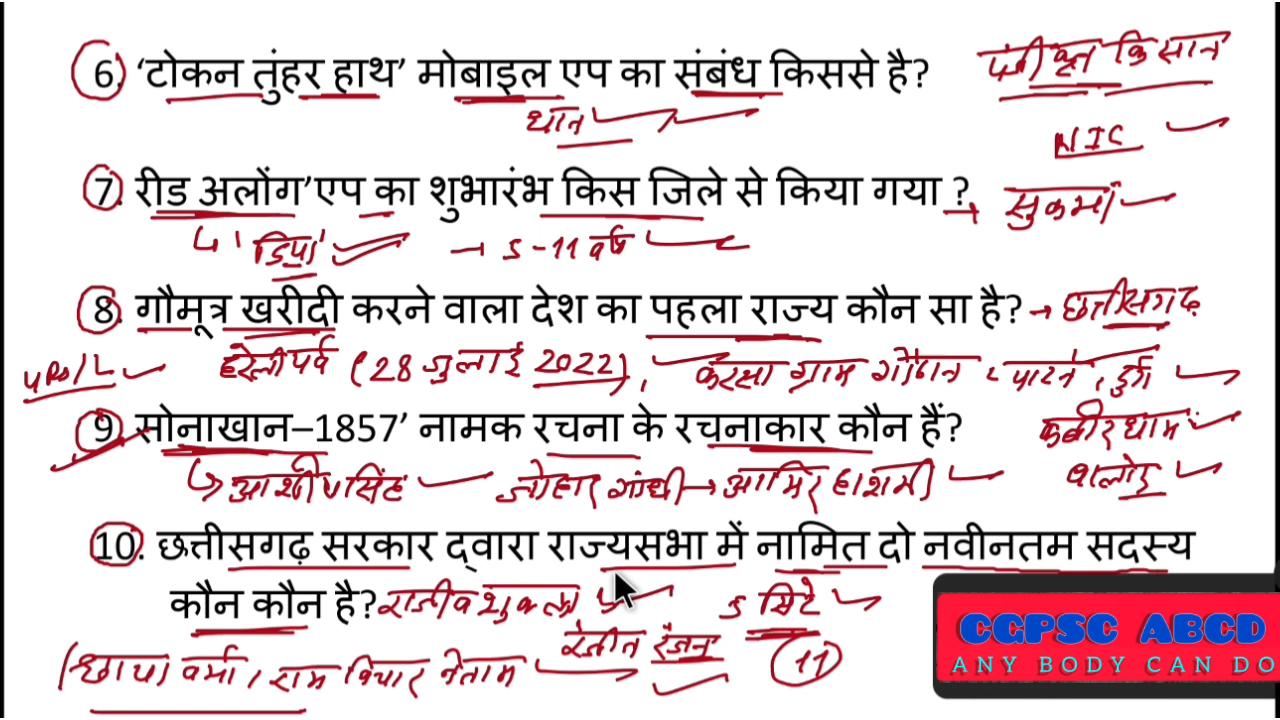 6. ‘टोकन तुंहर हाथ’ मोबाइल एप का संबंध किससे है? पंजीकृत किसान
धान
NIC
7. रीड अलोंग’एप का शुभारंभ किस जिले से किया गया ? → सुकमा
→ 5-11 वर्ष
8. गौमूत्र खरीदी करने वाला देश का पहला राज्य कौन सा है? → छत्तीसगढ़
हरेली पर्व (28 जुलाई 2022), करसा ग्राम गौठान - पाटन, दुर्ग
9. सोनाखान–1857’ नामक रचना के रचनाकार कौन हैं? कबीरधाम
आशीष सिंह जोहार गांधी → आमिर हाशमी बालोद
10. छत्तीसगढ़ सरकार द्वारा राज्यसभा में नामित दो नवीनतम सदस्य
कौन कौन है? राजीव शुक्ला 5 सिटे
रंजीत रंजन (11)
(छाया वर्मा, राम विचार नेताम
CGPSC ABCD
ANY BODY CAN DO